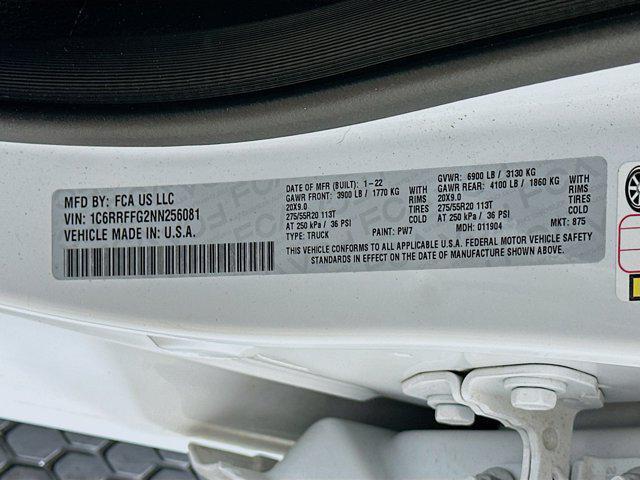 MFD BY: FCA US LLC
VIN: 1C6RRFFG2NN256081
VEHICLE MADE IN: U.S.A.
DATE OF MFR (BUILT): 1-22
GAWR FRONT: 3900 LB / 1770 KG WITH
20X9.0 RIMS
275/55R20 113T TIRES
AT 250 kPa / 36 PSI COLD
TYPE: TRUCK PAINT: PW7
GVWR: 6900 LB / 3130 KG
GAWR REAR: 4100 LB / 1860 KG WITH
20X9.0 RIMS
275/55R20 113T TIRES
AT 250 kPa / 36 PSI COLD
MDH: 011904 MKT: 875
THIS VEHICLE CONFORMS TO ALL APPLICABLE U.S.A. FEDERAL MOTOR VEHICLE SAFETY
STANDARDS IN EFFECT ON THE DATE OF MANUFACTURE SHOWN ABOVE.